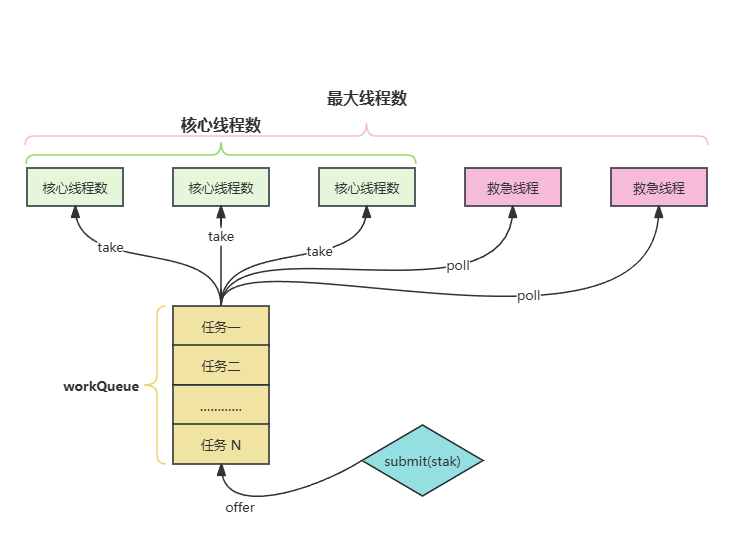 最大线程数
核心线程数
核心线程数
核心线程数
核心线程数
救急线程
救急线程
take
take
take
poll
poll
任务一
任务二
workQueue
............
任务 N
submit(stak)
offer